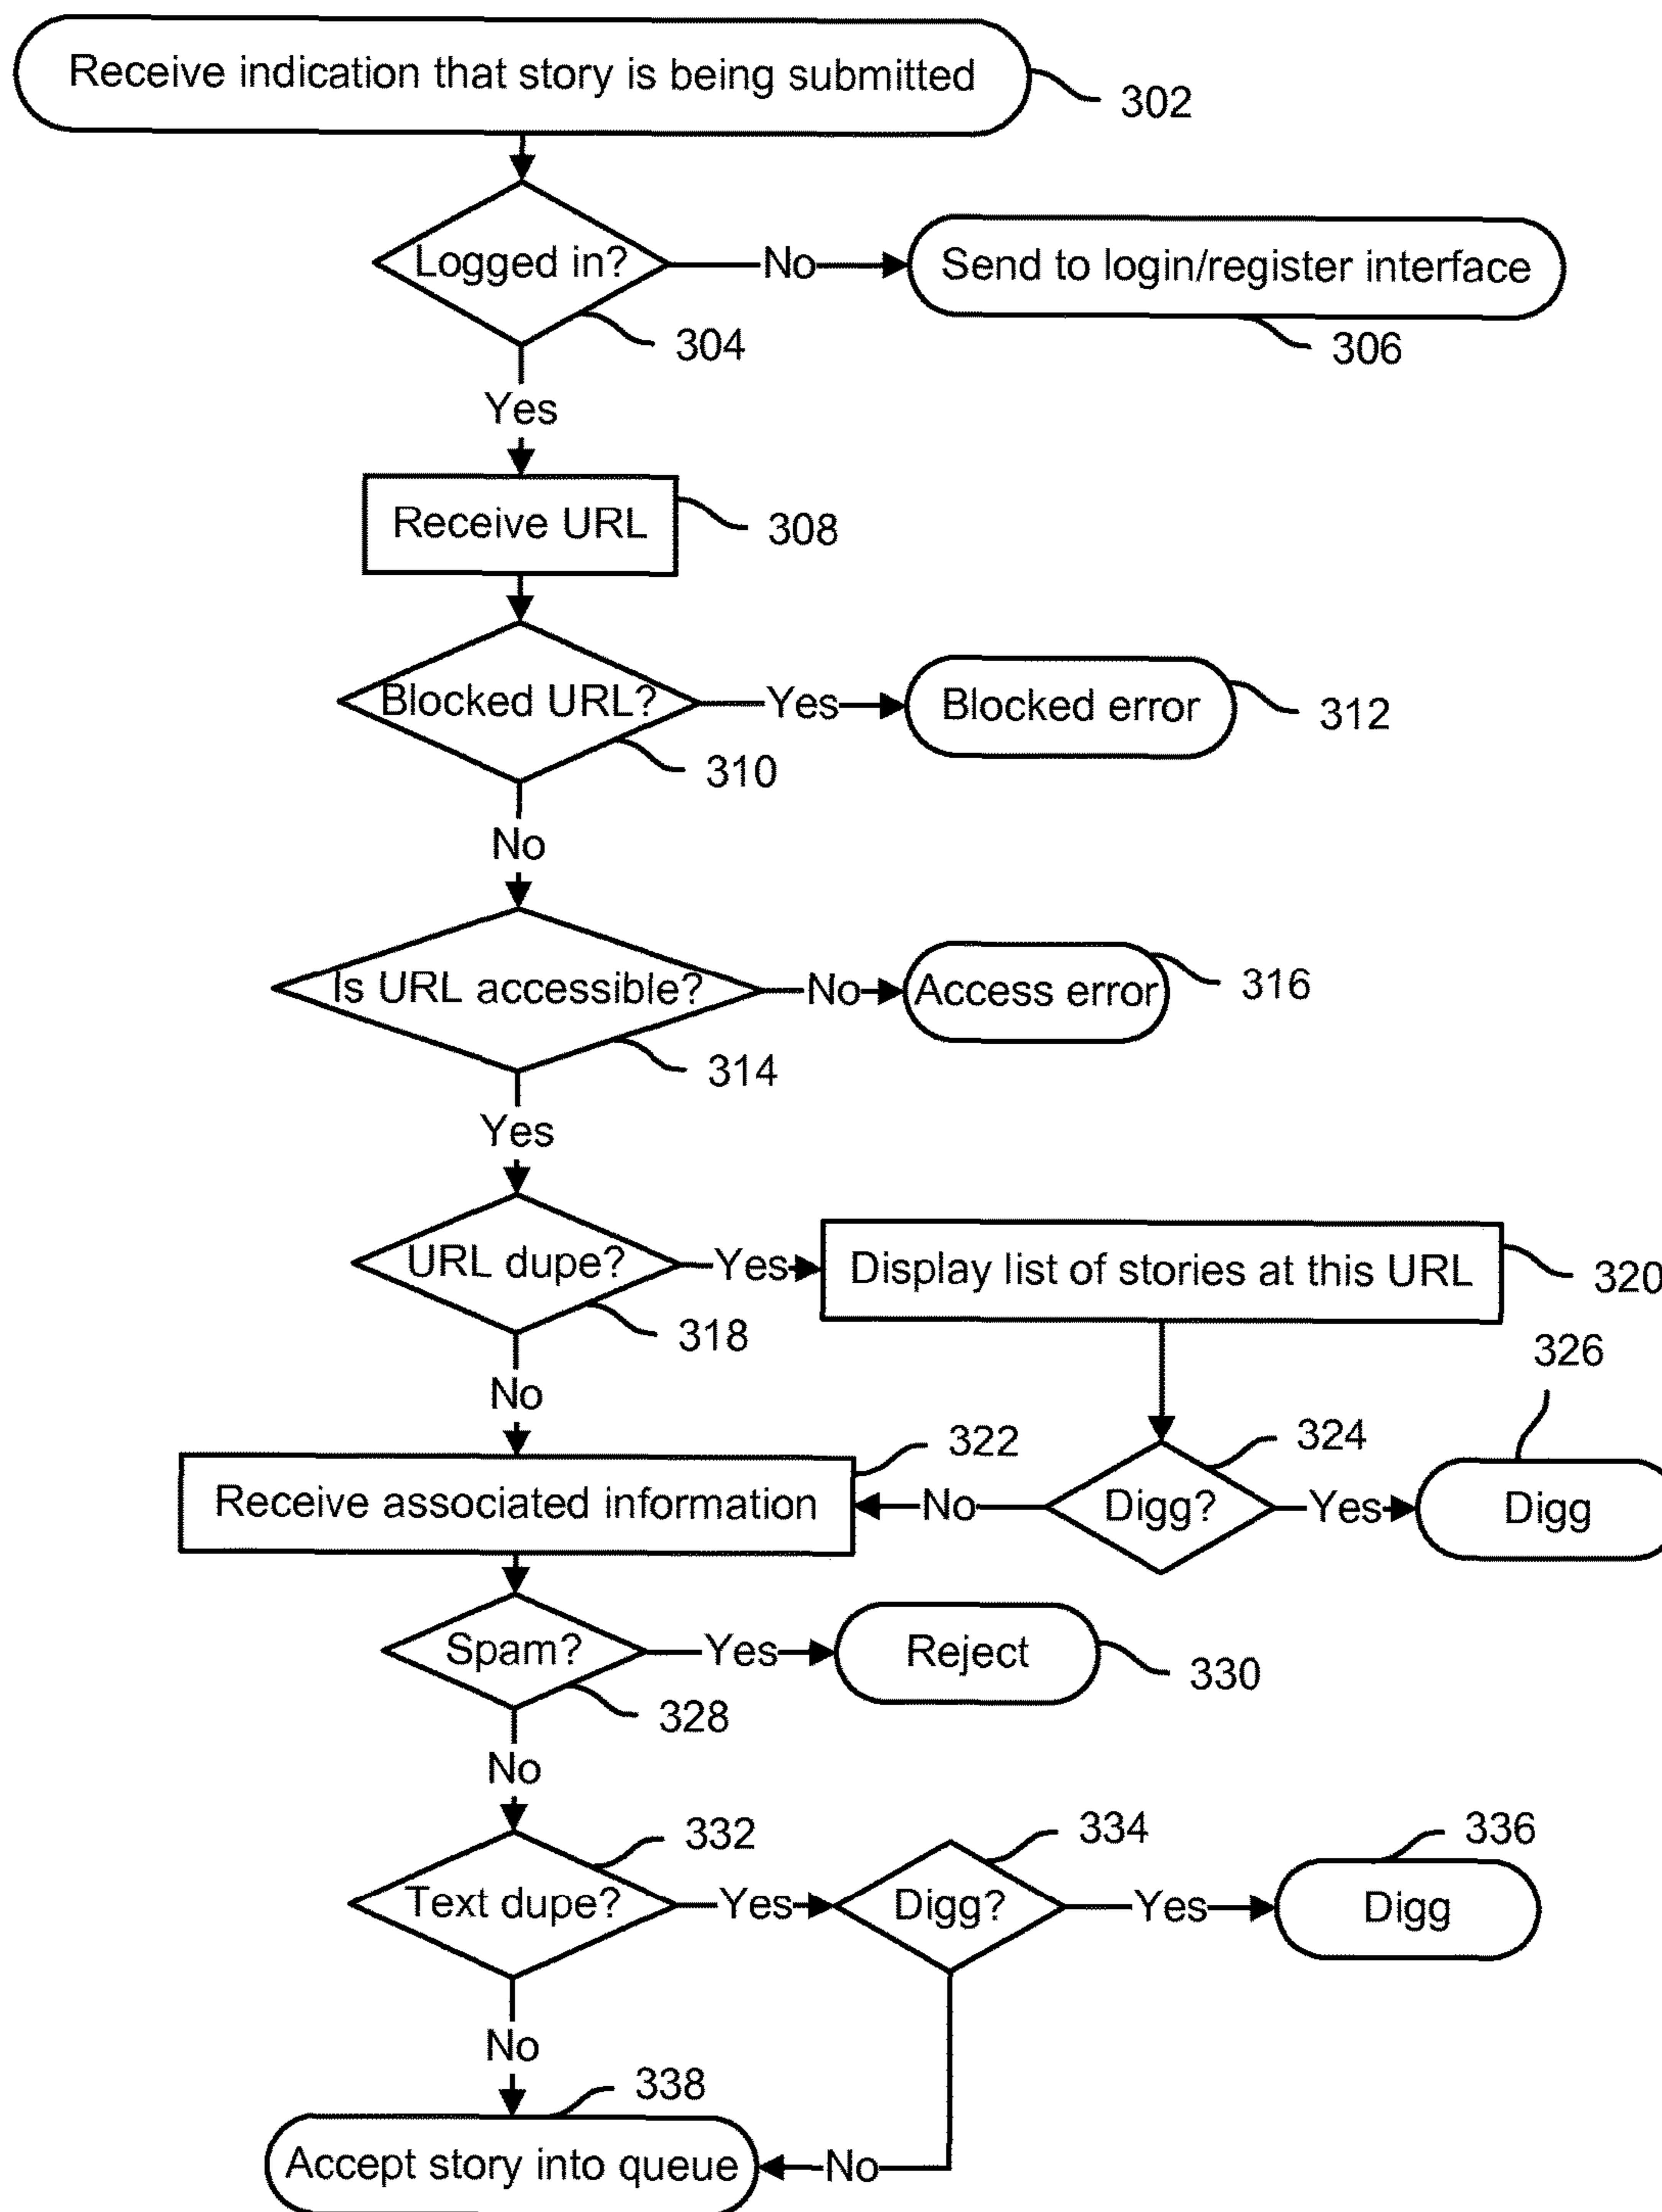 Receive indication that story is being submitted
302
Logged in?
No
Send to login/register interface
304
306
Yes
Receive URL
308
Blocked URL?
Yes
Blocked error
312
310
No
Is URL accessible?
No
Access error
316
314
Yes
URL dupe?
Yes
Display list of stories at this URL
320
318
326
No
322
324
Receive associated information
No
Digg?
Yes
Digg
Spam?
Yes
Reject
330
328
No
332
334
336
Text dupe?
Yes
Digg?
Yes
Digg
No
338
Accept story into queue
No